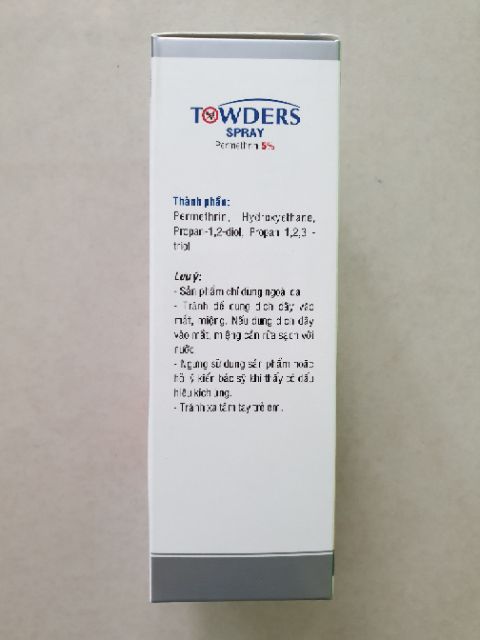 TOWDERS
SPRAY
Permethrin 5%
Thành phần:
Permethrin, Hydroxyethane,
Propan-1,2-diol, Propan 1,2,3 -
triol
Lưu ý:
- Sản phẩm chỉ dùng ngoài da
- Tránh để dung dịch dây vào
mắt, miệng. Nếu dung dịch dây
vào mắt, miệng cần rửa sạch với
nước
- Ngưng sử dụng sản phẩm hoặc
hỏi ý kiến bác sỹ khi thấy có dấu
hiệu kích ứng.
- Tránh xa tầm tay trẻ em.